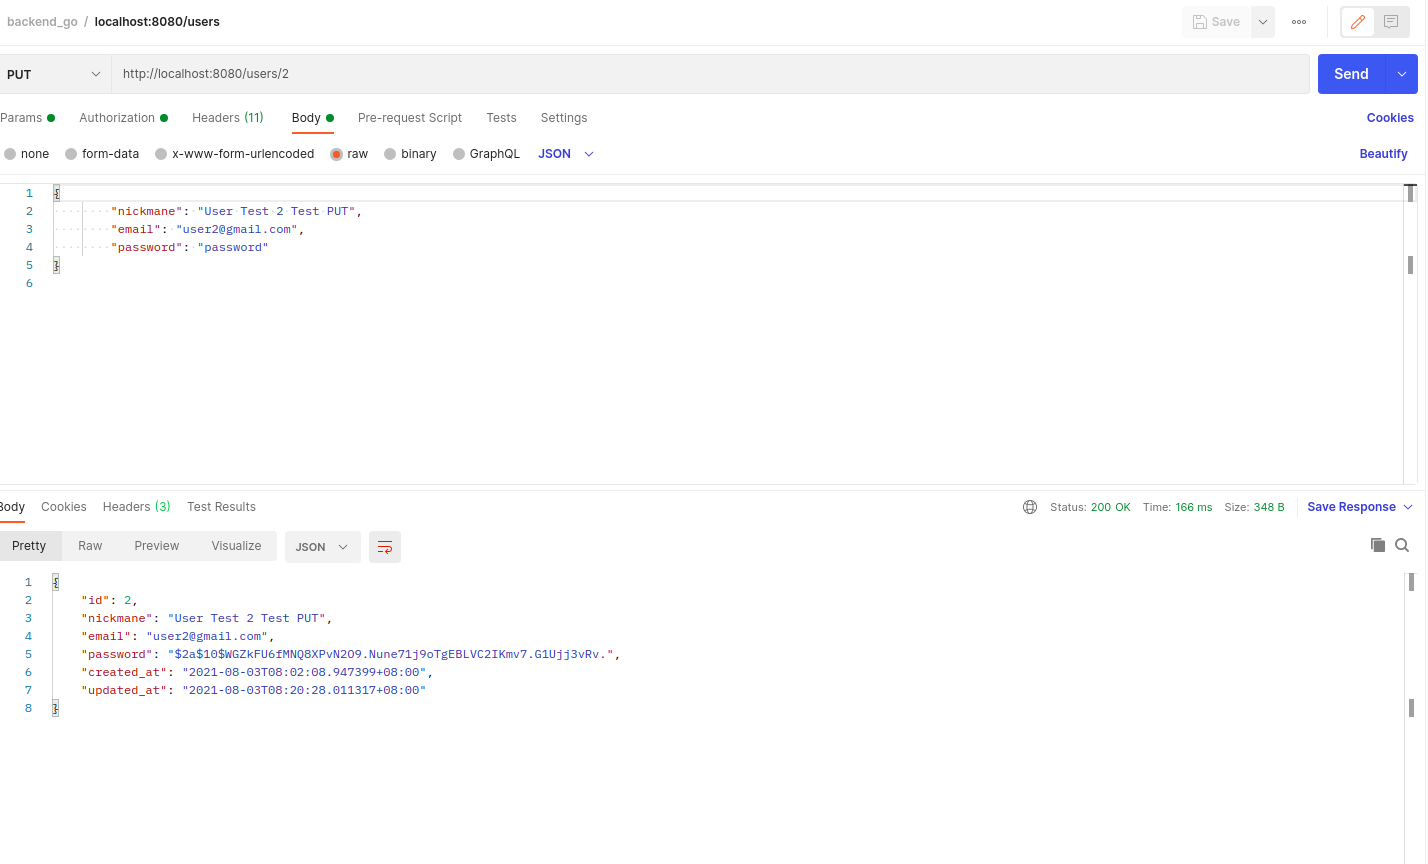 backend_go / localhost:8080/users
Save
PUT
http://localhost:8080/users/2
Send
Params Authorization Headers (11) Body Pre-request Script Tests Settings Cookies
none form-data x-www-form-urlencoded raw binary GraphQL JSON Beautify
1 {
2 "nickmane": "User Test 2 Test PUT",
3 "email": "user2@gmail.com",
4 "password": "password"
5 }
6
Body Cookies Headers (3) Test Results Status: 200 OK Time: 166 ms Size: 348 B Save Response
Pretty Raw Preview Visualize JSON
1 {
2 "id": 2,
3 "nickmane": "User Test 2 Test PUT",
4 "email": "user2@gmail.com",
5 "password": "$2a$10$WGZkFU6fMNQ8XPvN2O9.Nune71j9oTgEBLVC2IKmv7.G1Ujj3vRv.",
6 "created_at": "2021-08-03T08:02:08.947399+08:00",
7 "updated_at": "2021-08-03T08:20:28.011317+08:00"
8 }